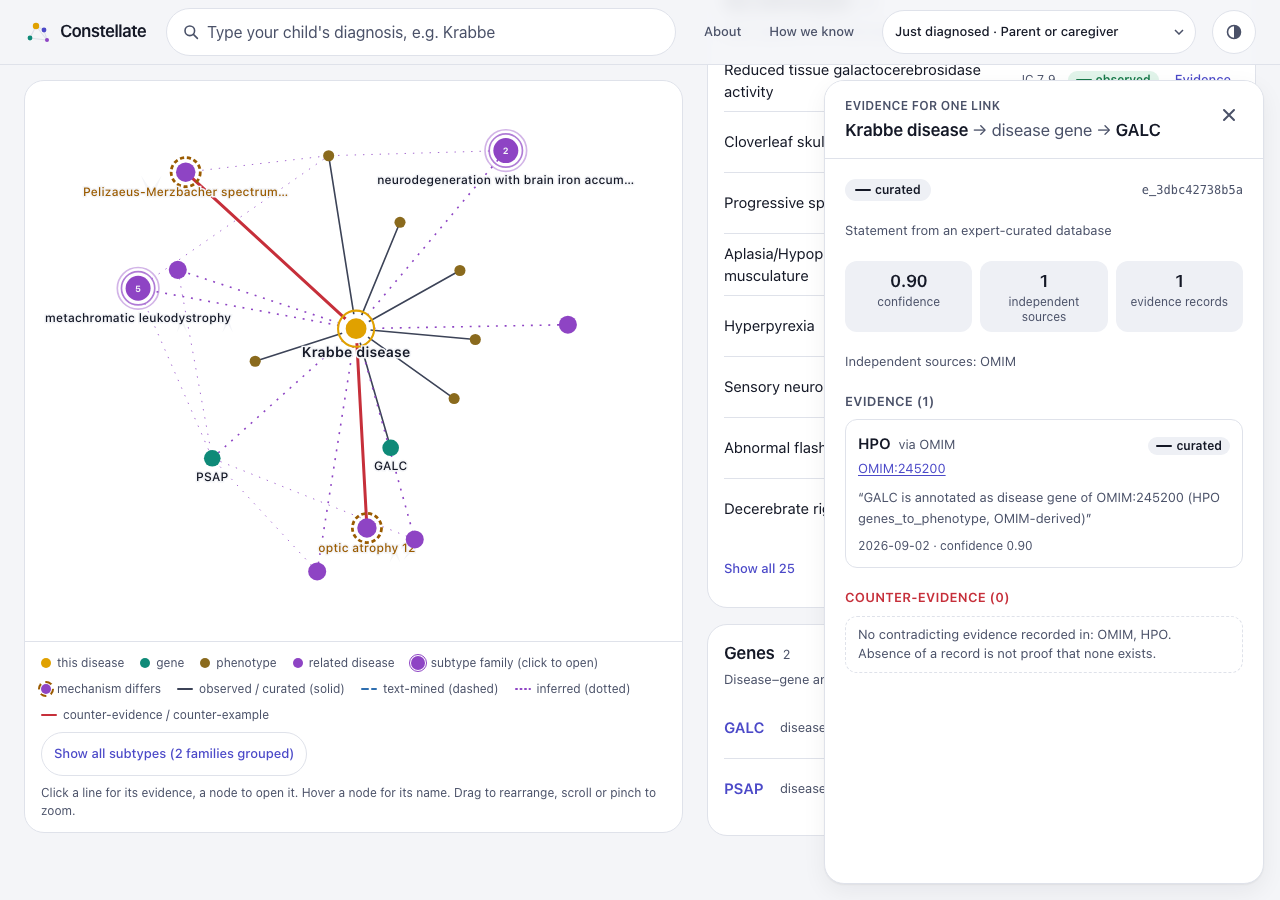 Constellate
Type your child's diagnosis, e.g. Krabbe
About
How we know
Just diagnosed · Parent or caregiver
Pelizaeus-Merzbacher spectrum…
2
neurodegeneration with brain iron accum…
5
metachromatic leukodystrophy
Krabbe disease
GALC
PSAP
optic atrophy 12
this disease
gene
phenotype
related disease
subtype family (click to open)
mechanism differs
observed / curated (solid)
text-mined (dashed)
inferred (dotted)
counter-evidence / counter-example
Show all subtypes (2 families grouped)
Click a line for its evidence, a node to open it. Hover a node for its name. Drag to rearrange, scroll or pinch to
zoom.
Reduced tissue galactocerebrosidase
activity
observed
Evidence
Cloverleaf skul
Progressive sp
Aplasia/Hypop
musculature
Hyperpyrexia
Sensory neuro
Abnormal flash
Decerebrate rig
Show all 25
Genes 2
Disease–gene an
GALC disease
PSAP disease
EVIDENCE FOR ONE LINK
Krabbe disease → disease gene → GALC
curated
e_3dbc42738b5a
Statement from an expert-curated database
0.90
confidence
1
independent
sources
1
evidence records
Independent sources: OMIM
EVIDENCE (1)
HPO via OMIM
curated
OMIM:245200
“GALC is annotated as disease gene of OMIM:245200 (HPO
genes_to_phenotype, OMIM-derived)”
2026-09-02 · confidence 0.90
COUNTER-EVIDENCE (0)
No contradicting evidence recorded in: OMIM, HPO.
Absence of a record is not proof that none exists.